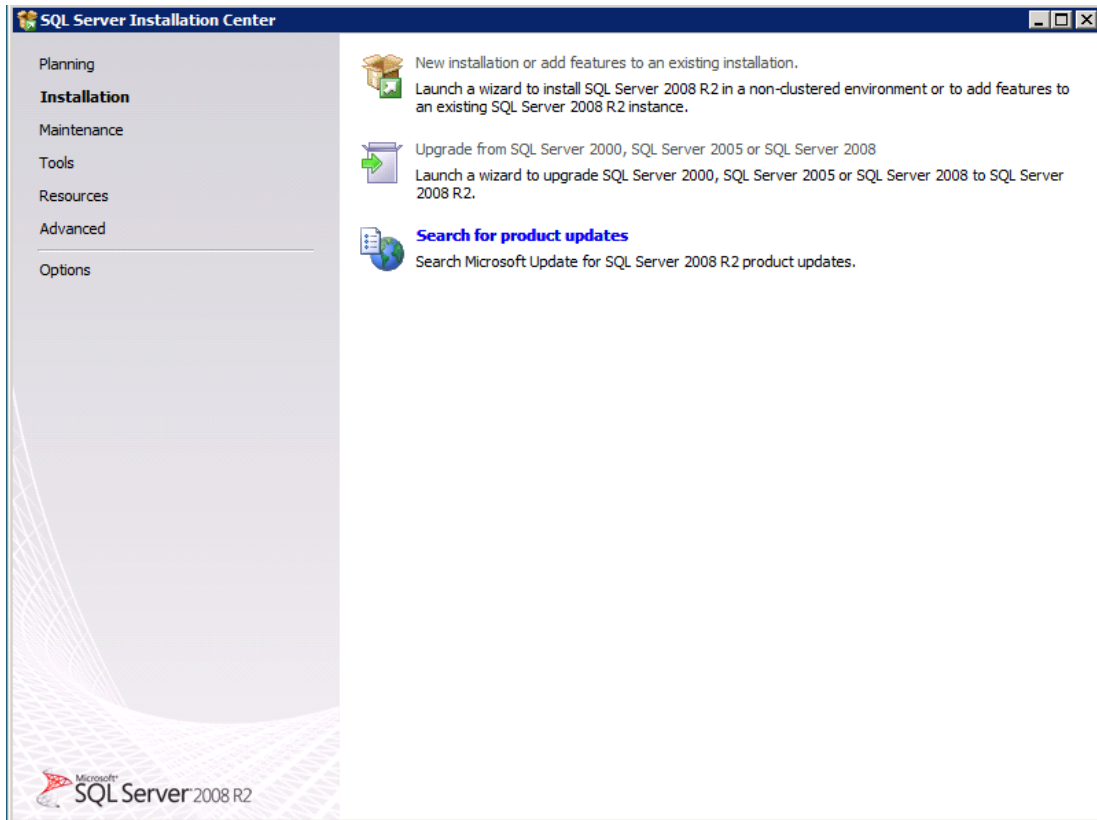 SQL Server Installation Center
Planning
Installation
Maintenance
Tools
Resources
Advanced
Options
New installation or add features to an existing installation.
Launch a wizard to install SQL Server 2008 R2 in a non-clustered environment or to add features to
an existing SQL Server 2008 R2 instance.
Upgrade from SQL Server 2000, SQL Server 2005 or SQL Server 2008
Launch a wizard to upgrade SQL Server 2000, SQL Server 2005 or SQL Server 2008 to SQL Server
2008 R2.
Search for product updates
Search Microsoft Update for SQL Server 2008 R2 product updates.
Microsoft®
SQL Server® 2008 R2